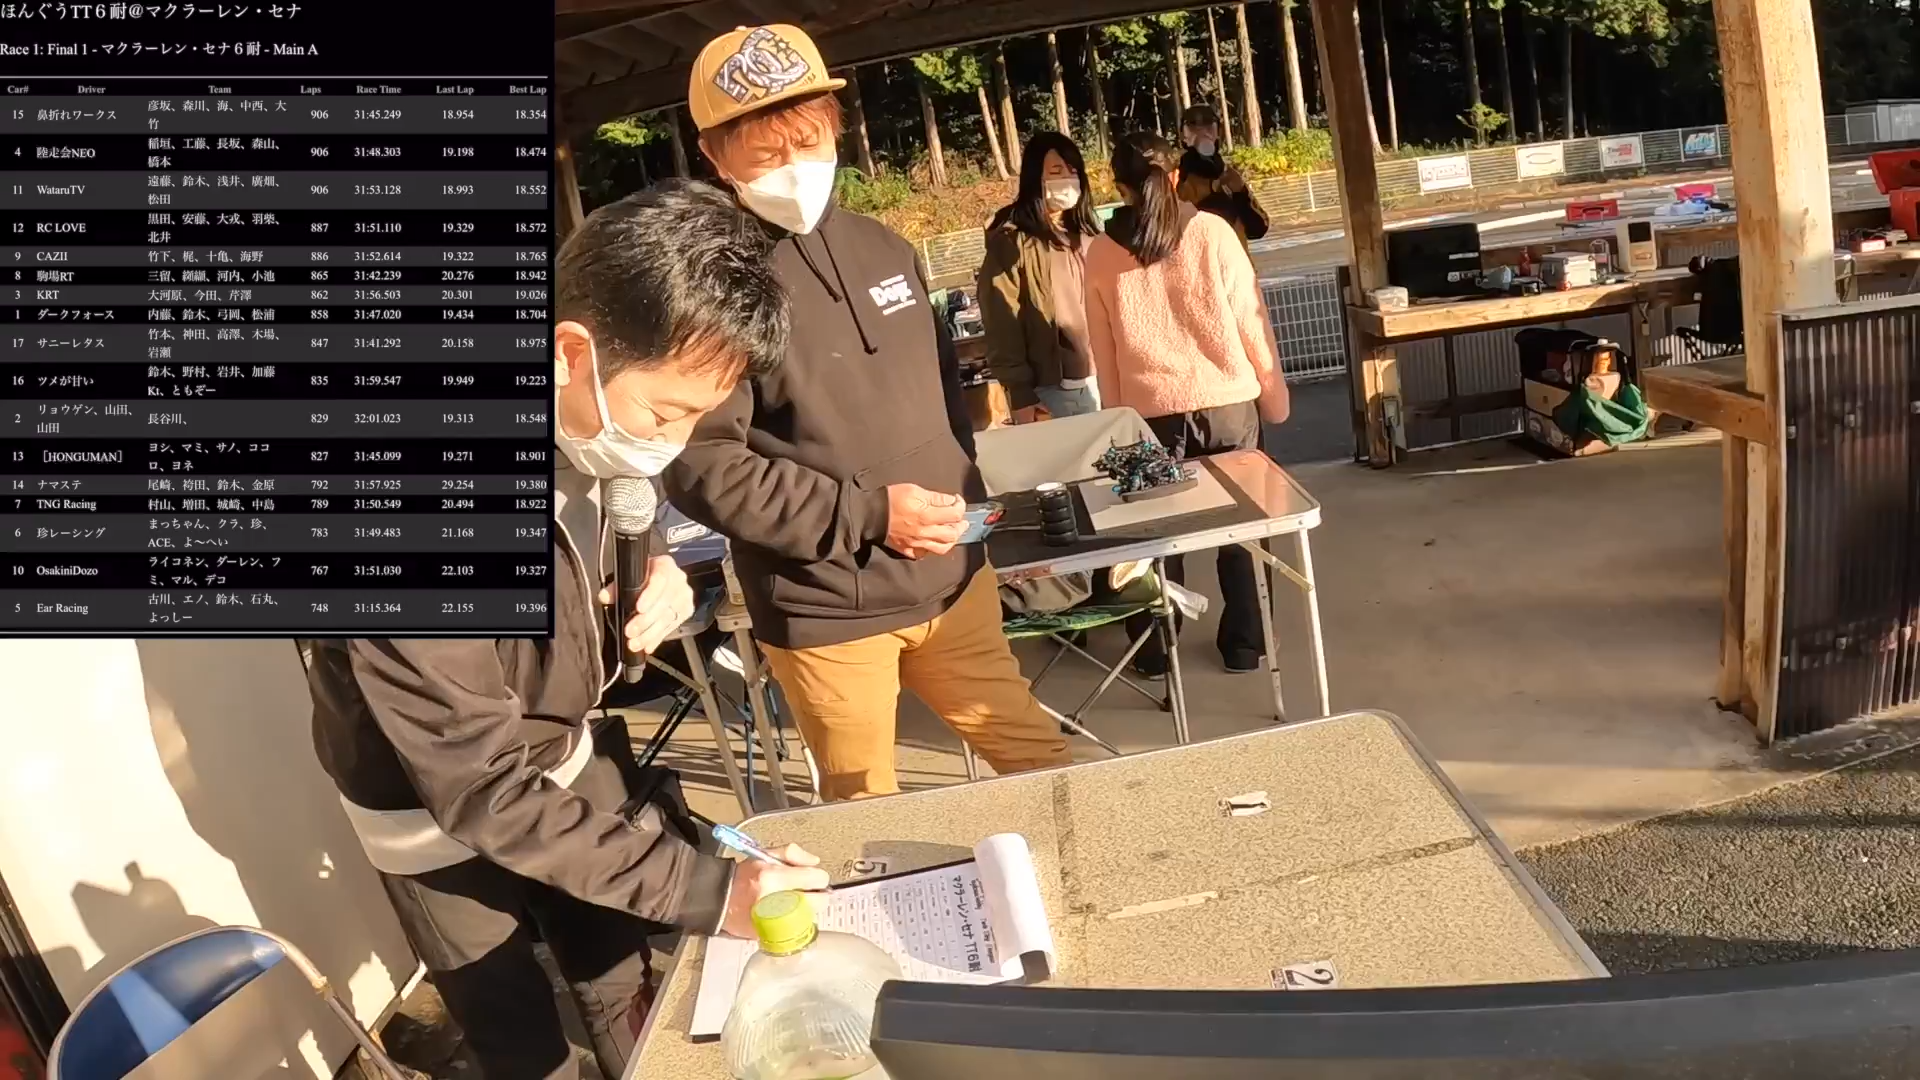 ほんぐうTT６耐@マクラーレン・セナ
Race 1: Final 1 - マクラーレン・セナ６耐 - Main A
Car# Driver Team Laps Race Time Last Lap Best Lap
15 鼻折れワークス 彦坂、森川、海、中西、大竹 906 31:45.249 18.954 18.354
4 陸走会NEO 稲垣、工藤、長坂、森山、橋本 906 31:48.303 19.198 18.474
11 WataruTV 遠藤、鈴木、浅井、廣畑、松田 906 31:53.128 18.993 18.552
12 RC LOVE 黒田、安藤、大戎、羽柴、北井 887 31:51.110 19.329 18.572
9 CAZII 竹下、梶、十亀、海野 886 31:52.614 19.322 18.765
8 駒場RT 三留、纐纈、河内、小池 865 31:42.239 20.276 18.942
3 KRT 大河原、今田、芹澤 862 31:56.503 20.301 19.026
1 ダークフォース 内藤、鈴木、弓岡、松浦 858 31:47.020 19.434 18.704
17 サニーレタス 竹本、神田、高澤、木場、岩瀬 847 31:41.292 20.158 18.975
16 ツメが甘い 鈴木、野村、岩井、加藤Kt、ともぞー 835 31:59.547 19.949 19.223
2 リョウゲン、山田、山田 長谷川、 829 32:01.023 19.313 18.548
13 ［HONGUMAN］ ヨシ、マミ、サノ、ココロ、ヨネ 827 31:45.099 19.271 18.901
14 ナマステ 尾崎、袴田、鈴木、金原 792 31:57.925 29.254 19.380
7 TNG Racing 村山、増田、城崎、中島 789 31:50.549 20.494 18.922
6 珍レーシング まっちゃん、クラ、珍、ACE、よ〜へい 783 31:49.483 21.168 19.347
10 OsakiniDozo ライコネン、ダーレン、フミ、マル、デコ 767 31:51.030 22.103 19.327
5 Ear Racing 古川、エノ、鈴木、石丸、よっしー 748 31:15.364 22.155 19.396
マクラーレン・セナ TT６耐
5
2